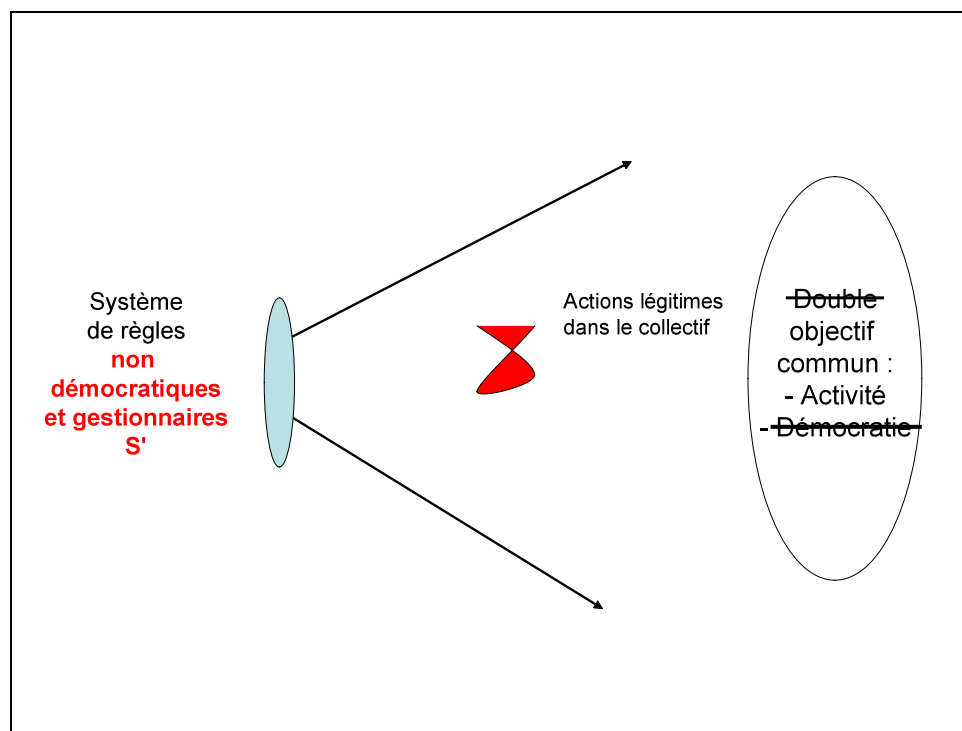 Système
de règles
non
démocratiques
et gestionnaires
S'
Actions légitimes
dans le collectif
Double
objectif
commun :
- Activité
- Démocratie